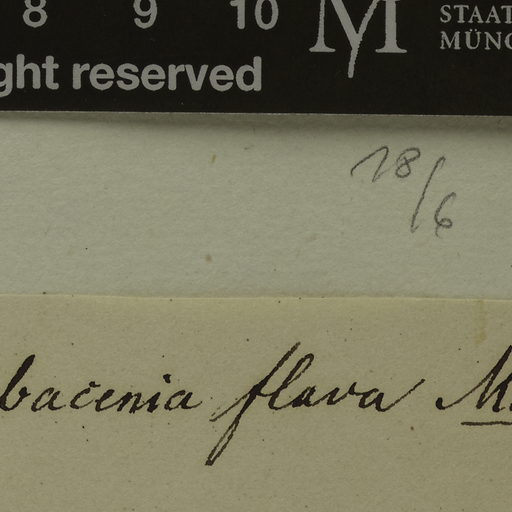 8 9 10
STAAT
MÜNC
ght reserved
18/6
bacenia flava M.